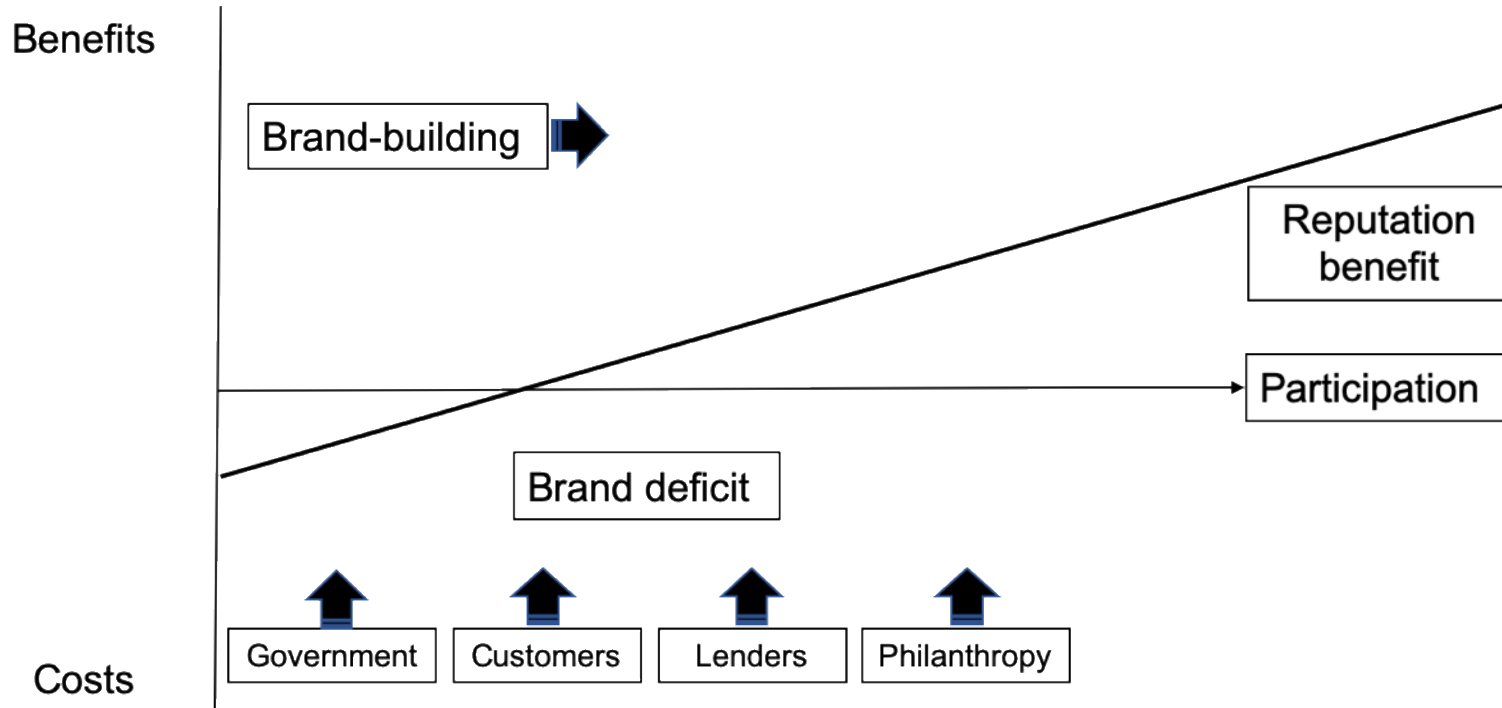 Benefits
Brand-building
Reputation
benefit
Participation
Brand deficit
Government
Customers
Lenders
Philanthropy
Costs